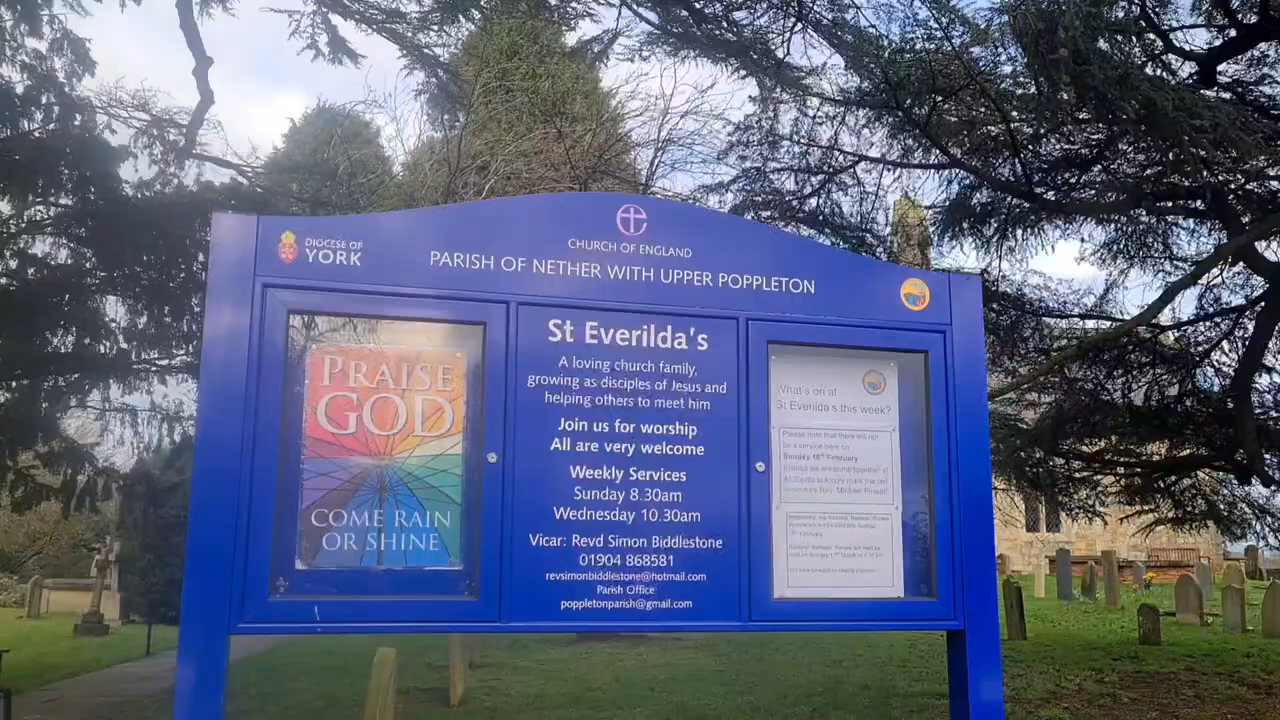 DIOCESE OF
YORK
CHURCH OF ENGLAND
PARISH OF NETHER WITH UPPER POPPLETON
PRAISE
GOD
COME RAIN
OR SHINE
St Everilda's
A loving church family,
growing as disciples of Jesus and
helping others to meet him
Join us for worship
All are very welcome
Weekly Services
Sunday 8.30am
Wednesday 10.30am
Vicar: Revd Simon Biddlestone
01904 868581
revsimonbiddlestone@hotmail.com
Parish Office
poppletonparish@gmail.com
What's on at
St Everilda's this week?
Please note that there will not
be a service here on
Sunday 18th February